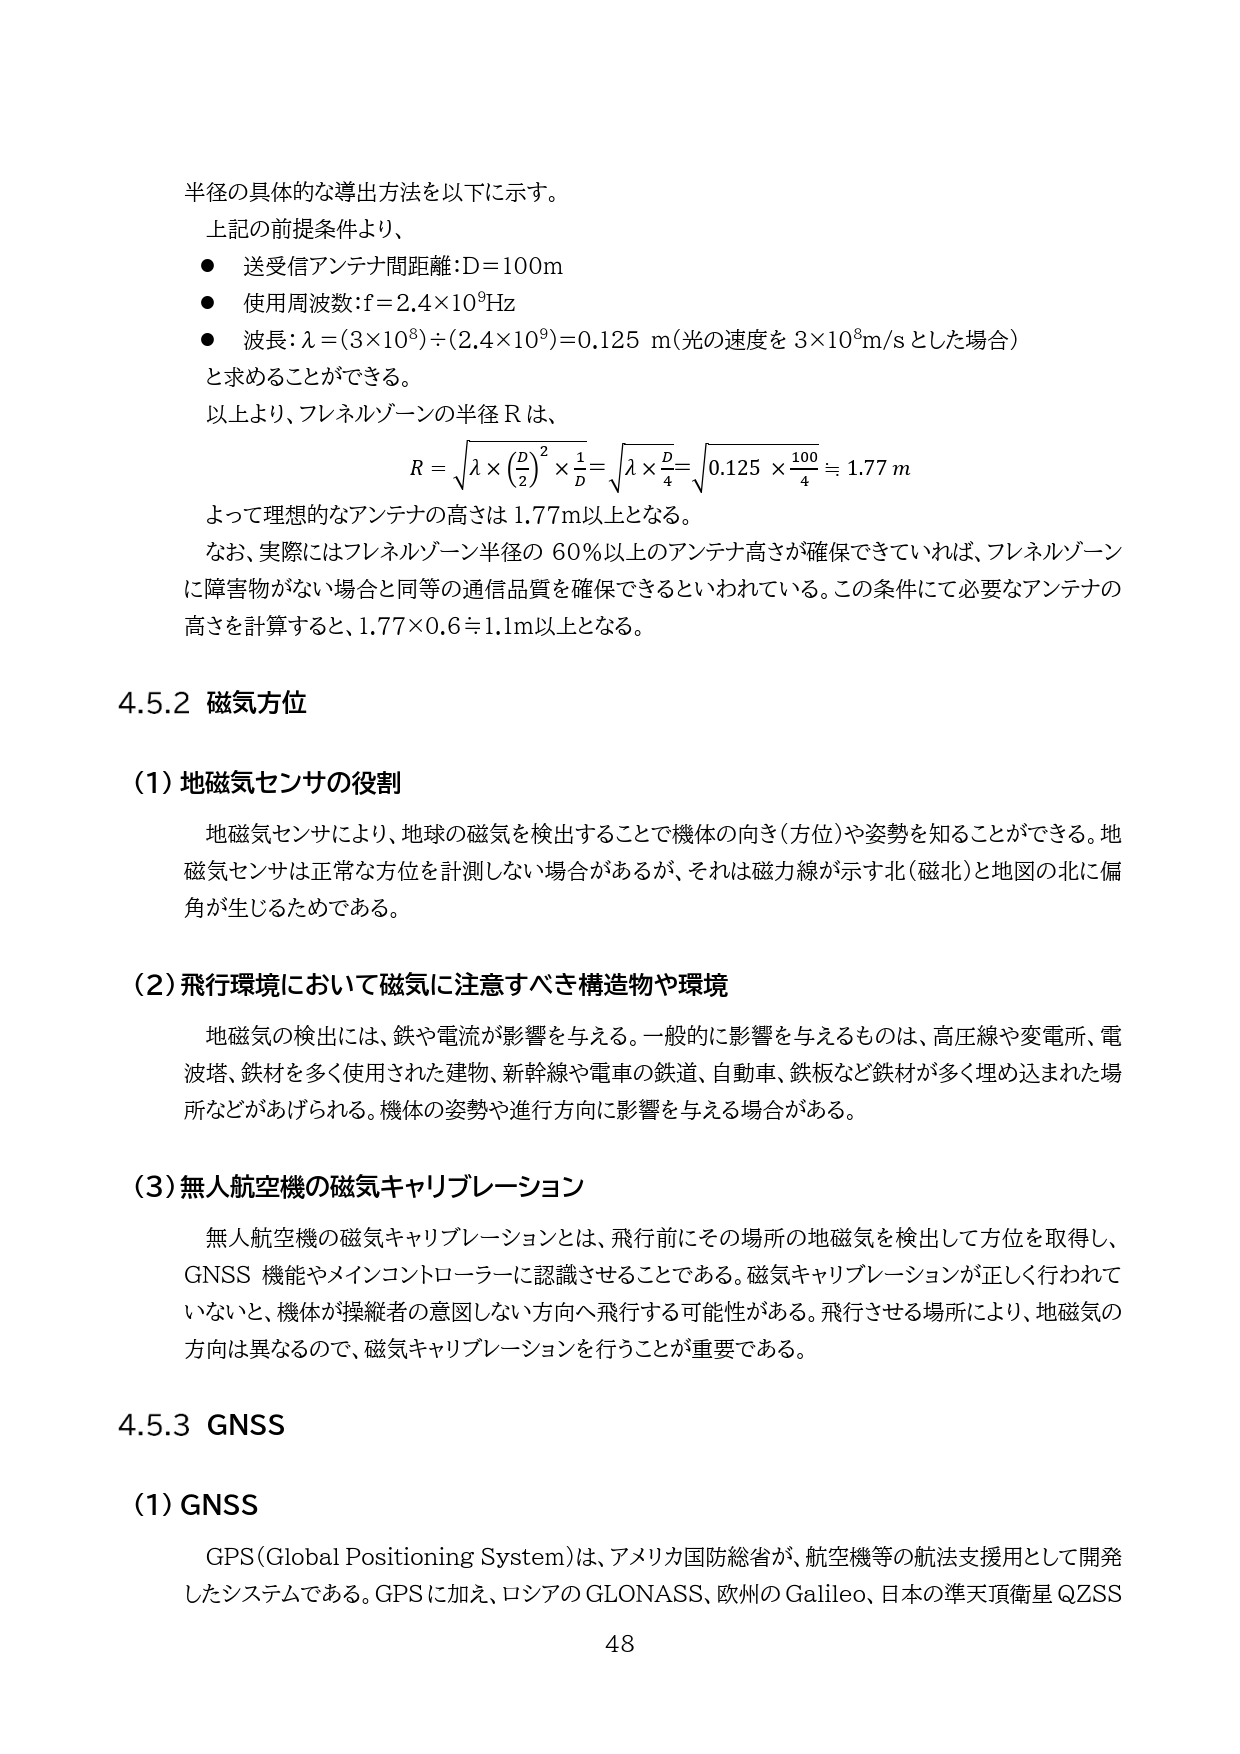 半径の具体的な導出方法を以下に示す。
上記の前提条件より、
● 送受信アンテナ間距離：D＝100m
● 使用周波数：f＝2.4×10⁹Hz
● 波長：λ＝（3×10⁸）÷（2.4×10⁹）＝0.125 m（光の速度を 3×10⁸m/s とした場合）
と求めることができる。
以上より、フレネルゾーンの半径 R は、
R = √(λ × (D/2)² × 1/D) = √(λ × D/4) = √(0.125 × 100/4) ≒ 1.77 m
よって理想的なアンテナの高さは 1.77m以上となる。
なお、実際にはフレネルゾーン半径の 60％以上のアンテナ高さが確保できていれば、フレネルゾーン
に障害物がない場合と同等の通信品質を確保できるといわれている。この条件にて必要なアンテナの
高さを計算すると、1.77×0.6≒1.1m以上となる。
4.5.2 磁気方位
（1） 地磁気センサの役割
地磁気センサにより、地球の磁気を検出することで機体の向き（方位）や姿勢を知ることができる。地
磁気センサは正常な方位を計測しない場合があるが、それは磁力線が示す北（磁北）と地図の北に偏
角が生じるためである。
（2） 飛行環境において磁気に注意すべき構造物や環境
地磁気の検出には、鉄や電流が影響を与える。一般的に影響を与えるものは、高圧線や変電所、電
波塔、鉄材を多く使用された建物、新幹線や電車の鉄道、自動車、鉄板など鉄材が多く埋め込まれた場
所などがあげられる。機体の姿勢や進行方向に影響を与える場合がある。
（3） 無人航空機の磁気キャリブレーション
無人航空機の磁気キャリブレーションとは、飛行前にその場所の地磁気を検出して方位を取得し、
GNSS 機能やメインコントローラーに認識させることである。磁気キャリブレーションが正しく行われて
いないと、機体が操縦者の意図しない方向へ飛行する可能性がある。飛行させる場所により、地磁気の
方向は異なるので、磁気キャリブレーションを行うことが重要である。
4.5.3 GNSS
（1） GNSS
GPS（Global Positioning System）は、アメリカ国防総省が、航空機等の航法支援用として開発
したシステムである。GPS に加え、ロシアの GLONASS、欧州の Galileo、日本の準天頂衛星 QZSS
48